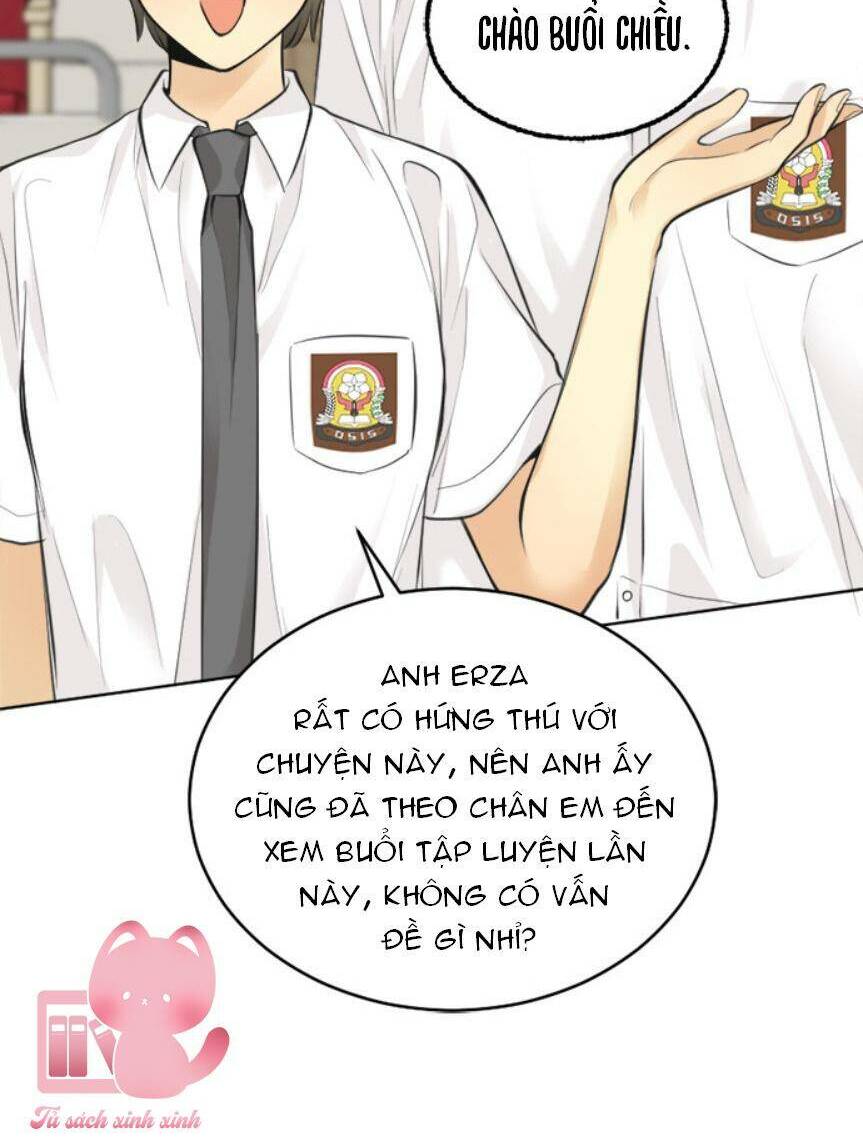 CHÀO BUỔI CHIỀU.
OSIS
OSIS
ANH ERZA
RẤT CÓ HỨNG THÚ VỚI
CHUYỆN NÀY, NÊN ANH ẤY
CŨNG ĐÃ THEO CHÂN EM ĐẾN
XEM BUỔI TẬP LUYỆN LẦN
NÀY, KHÔNG CÓ VẤN
ĐỀ GÌ NHỈ?
Tủ sách xinh xinh